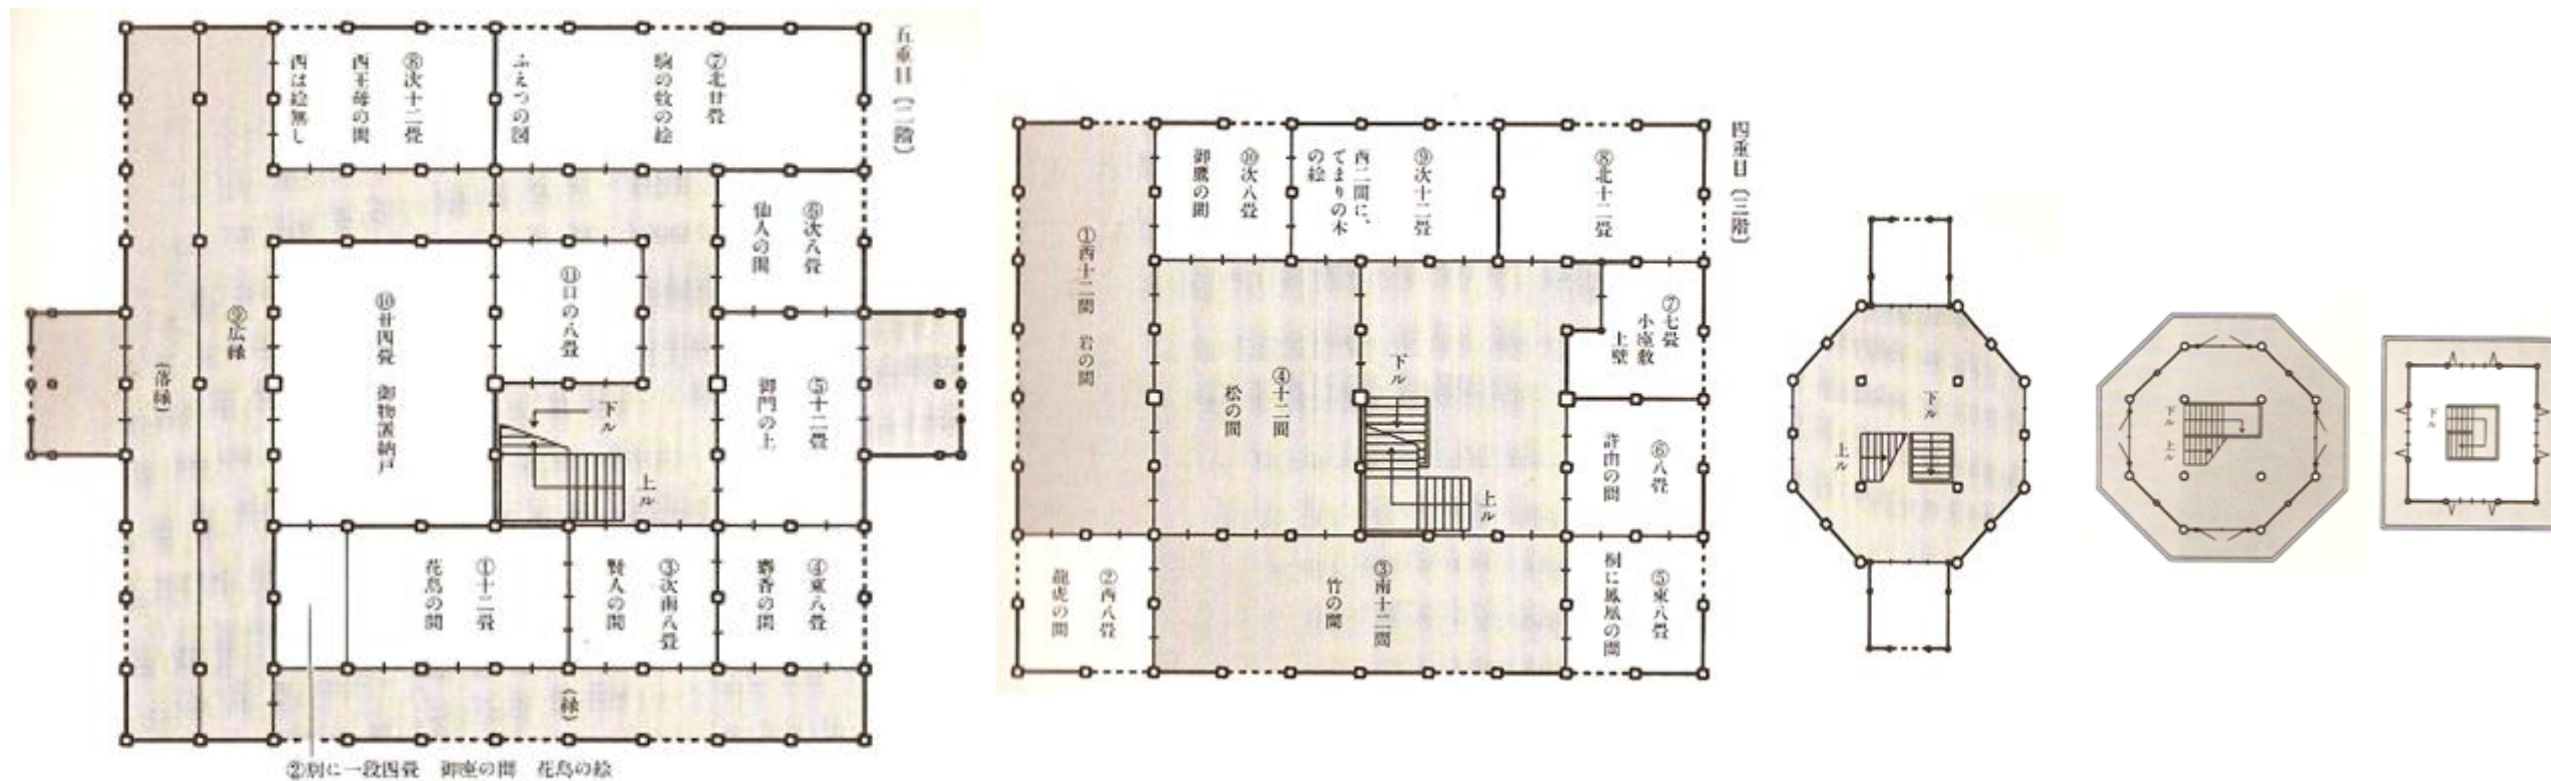 五重目（二階）
⑦北廿畳
駒の牧の絵
ふえつの図
⑧次十二畳
西王母の間
西は絵無し
⑥次八畳
仙人の間
⑪口の八畳
⑩廿四畳 御物置納戸
⑨広縁
（落縁）
⑤十二畳
御門の上
下ル
上ル
④東八畳
麝香の間
③次南八畳
賢人の間
①十二畳
花鳥の間
（縁）
②別に一段四畳 御座の間 花鳥の絵
四重目（三階）
⑧北十二畳
⑨次十二畳
西二間に、
てまりの木
の絵
⑩次八畳
御鷹の間
①西十二間 岩の間
⑦七畳
小座敷
上壁
④十二間
松の間
下ル
上ル
⑥八畳
許由の間
⑤東八畳
桐に鳳凰の間
③南十二間
竹の間
②西八畳
龍虎の間
下ル
上ル
下ル
上ル
下ル